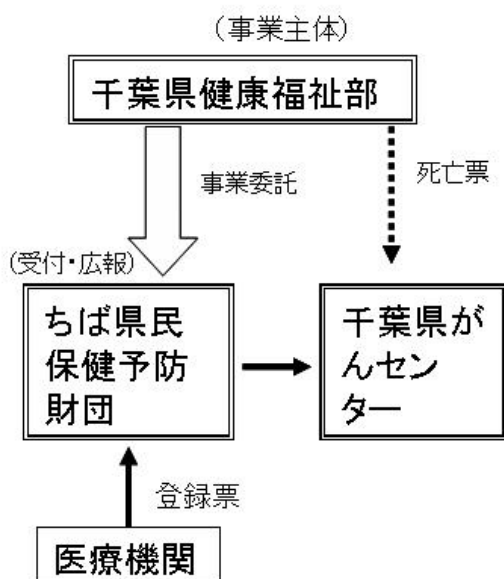 （事業主体）
千葉県健康福祉部
事業委託
死亡票
（受付・広報）
ちば県民
保健予防
財団
千葉県が
んセン
ター
登録票
医療機関